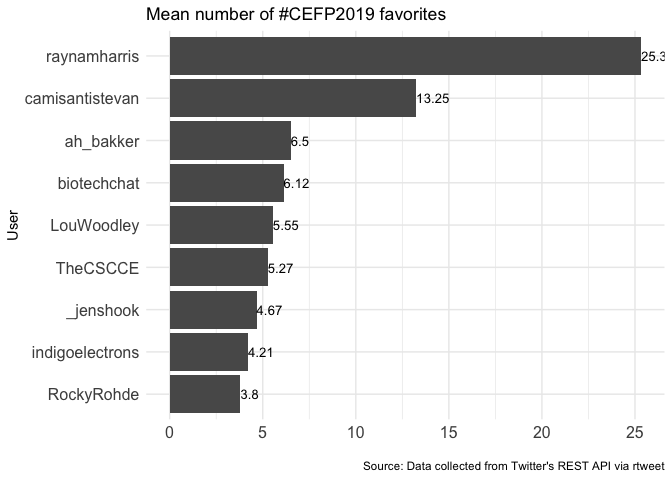 Mean number of #CEFP2019 favorites
raynamharris
25.3
camisantistevan
13.25
ah_bakker
6.5
biotechchat
6.12
LouWoodley
5.55
TheCSCCE
5.27
_jenshook
4.67
indigoelectrons
4.21
RockyRohde
3.8
User
0 5 10 15 20 25
Source: Data collected from Twitter's REST API via rtweet